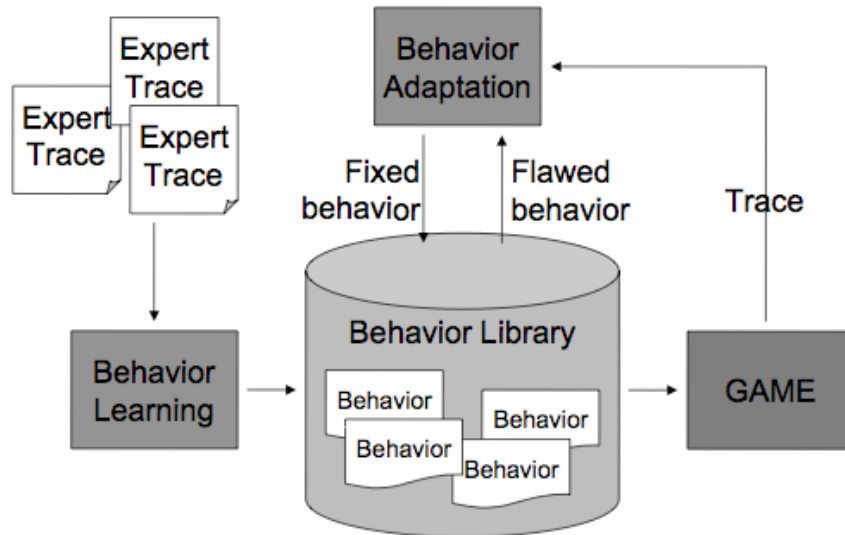 Expert
Trace
Expert
Trace
Expert
Trace
Behavior
Adaptation
Fixed
behavior
Flawed
behavior
Trace
Behavior
Learning
Behavior Library
Behavior
Behavior
Behavior
Behavior
GAME